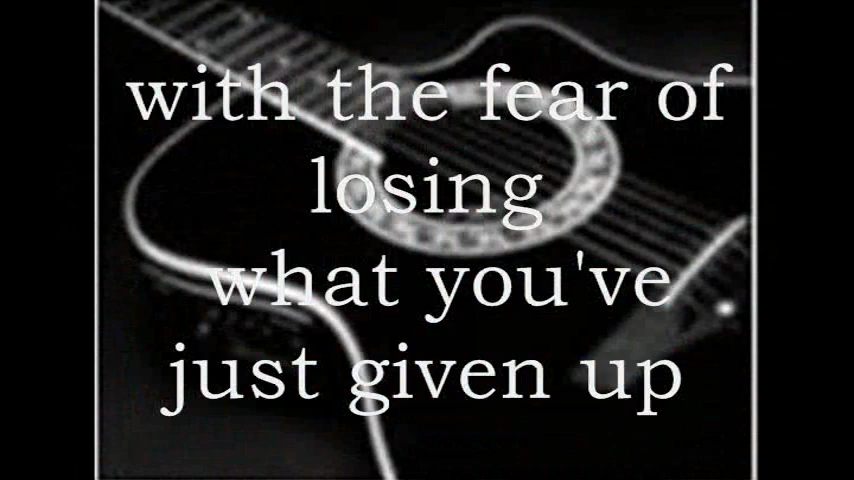 with the fear of
losing
what you've
just given up